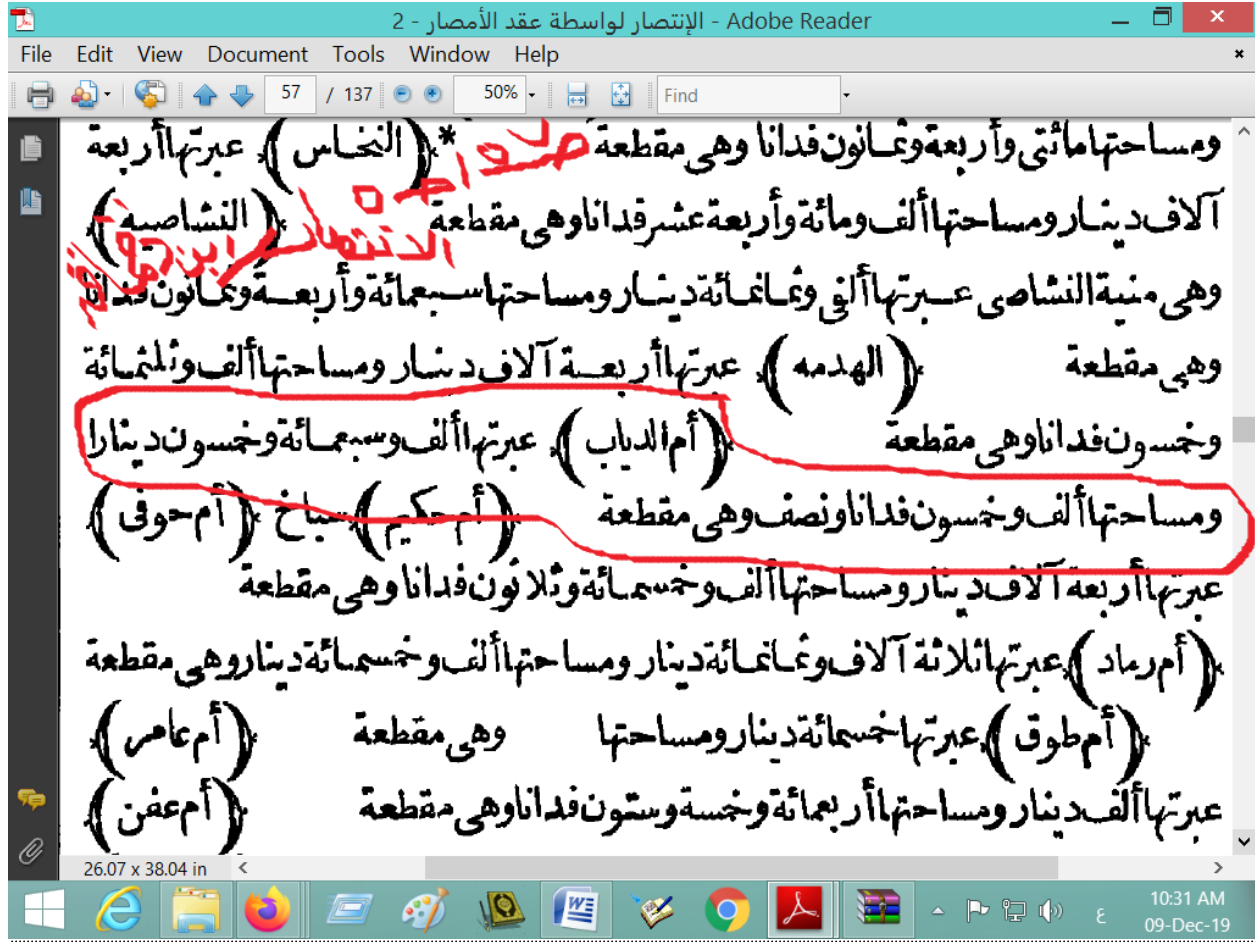 الإنتصار لواسطة عقد الأمصار - 2 - Adobe Reader
File Edit View Document Tools Window Help
57 / 137 50% Find
ومساحتها مائتى وأربعة وثمانون فدانا وهى مقطعة * (النخاس) عبرتها أربعة
آلاف دينار ومساحتها ألف ومائة وأربعة عشر فدانا وهى مقطعة (النشاصيه)
الانتصار ابن
وهى منية النشاصى عبرتها ألفى وثمانمائة دينار ومساحتها سبعمائة وأربعة وثمانون فدانا
وهى مقطعة (الهدمه) عبرتها أربعة آلاف دينار ومساحتها ألف وثلثمائة
وخمسون فدانا وهى مقطعة (أم الدياب) عبرتها ألف وسبعمائة وخمسون دينارا
ومساحتها ألف وخمسون فدانا ونصف وهى مقطعة (أم حكيم) سباخ (أم حوفى)
عبرتها أربعة آلاف دينار ومساحتها ألف وخمسمائة وثلاثون فدانا وهى مقطعة
(أم رماد) عبرتها ثلاثة آلاف وثمانمائة دينار ومساحتها ألف وخمسمائة دينار وهى مقطعة
(أم طوق) عبرتها خمسمائة دينار ومساحتها وهى مقطعة (أم عامر)
عبرتها ألف دينار ومساحتها أربعمائة وخمسة وستون فدانا وهى مقطعة (أم عفن)
26.07 x 38.04 in
ع 10:31 AM
09-Dec-19